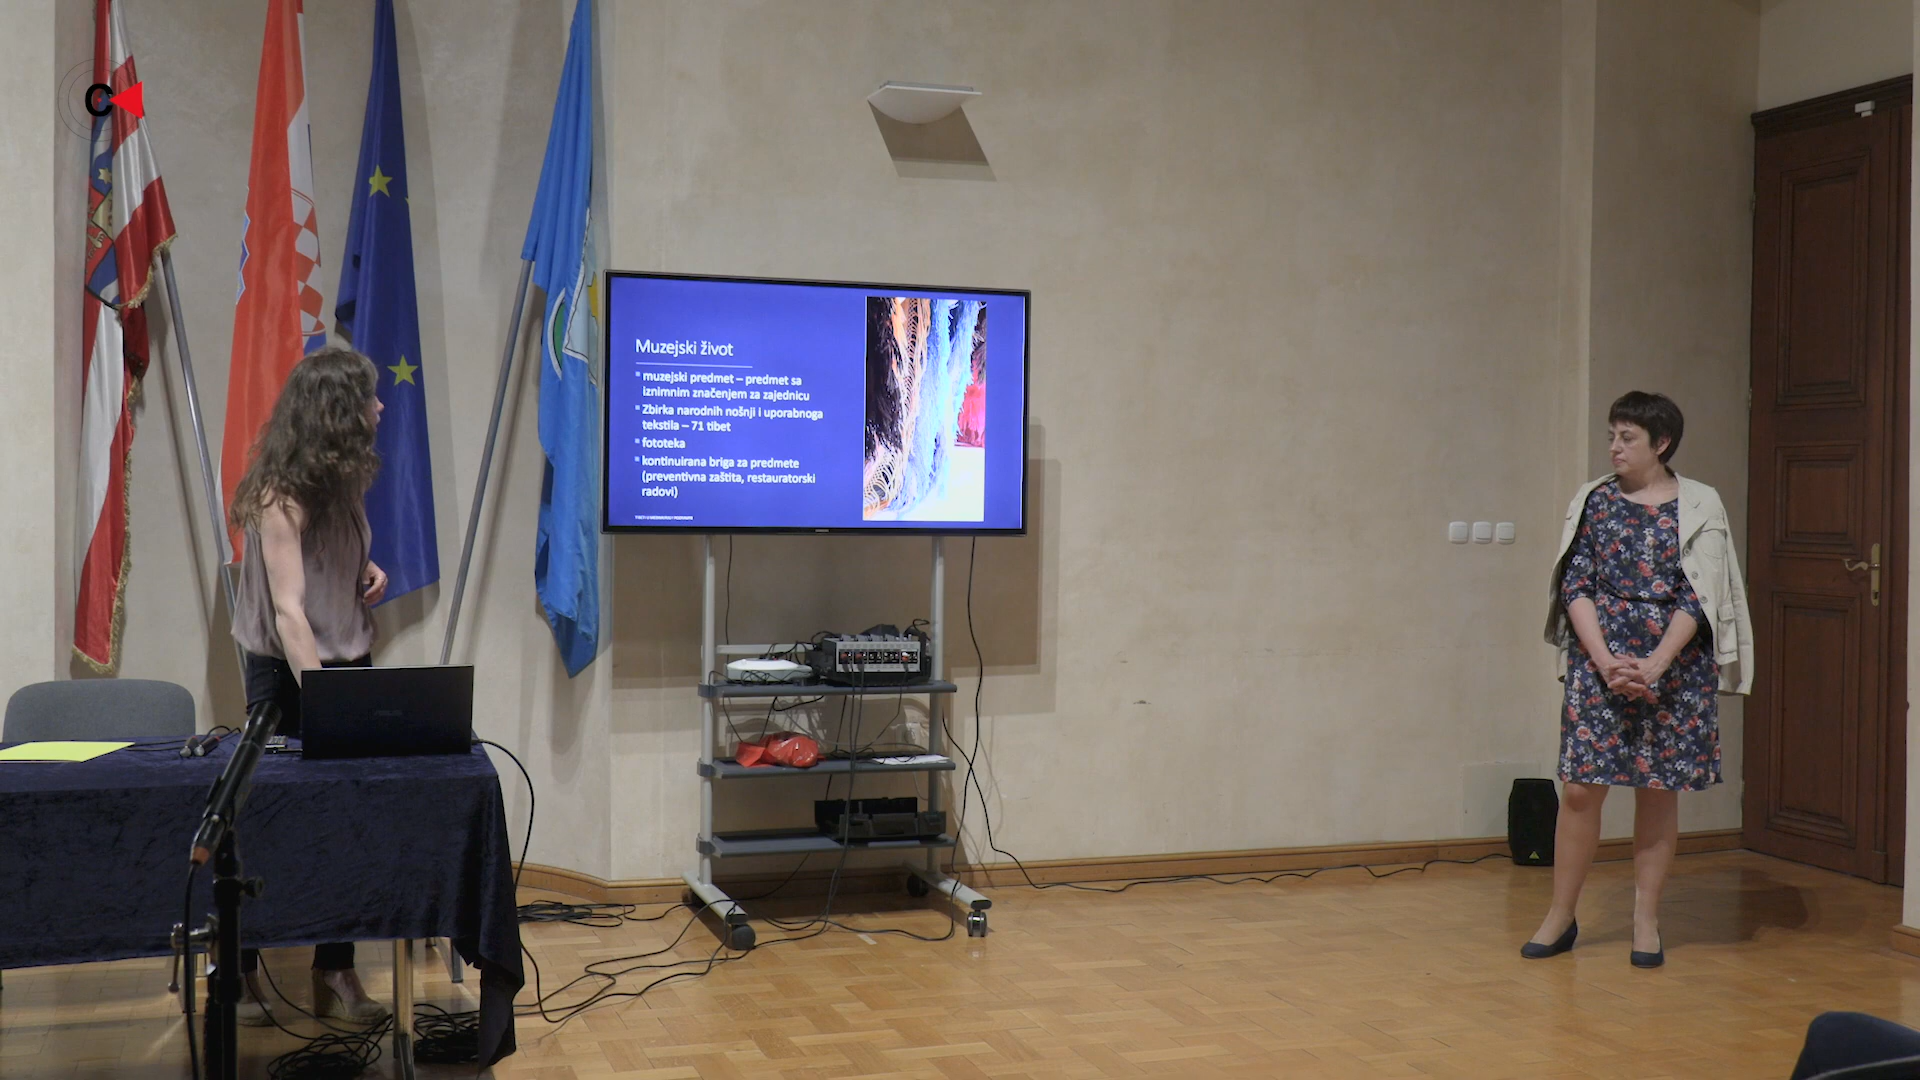 C
Muzejski život
muzejski predmet – predmet sa
iznimnim značenjem za zajednicu
Zbirka narodnih nošnji i uporabnoga
tekstila – 71 tibet
fototeka
kontinuirana briga za predmete
(preventivna zaštita, restauratorski
radovi)